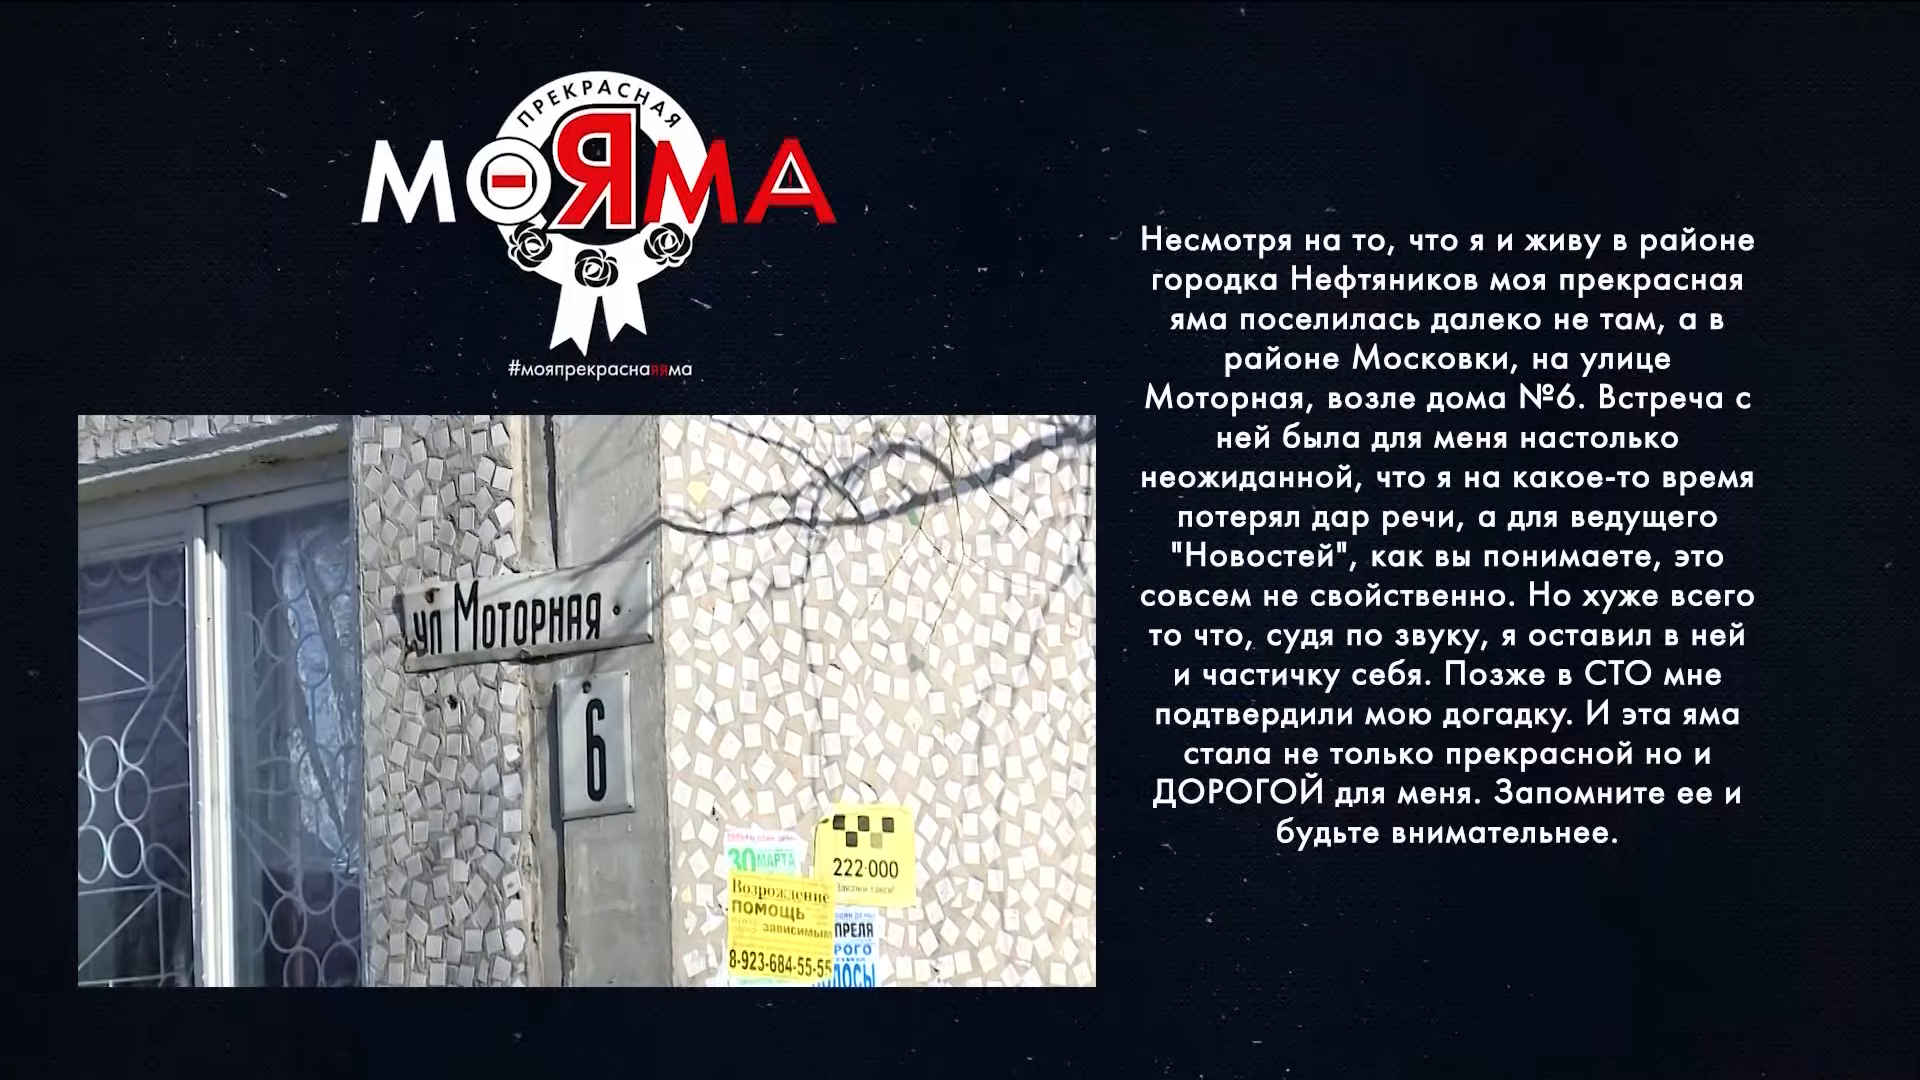 ПРЕКРАСНАЯ
МОЯМА
#мояпрекраснаяяма
Несмотря на то, что я и живу в районе
городка Нефтяников моя прекрасная
яма поселилась далеко не там, а в
районе Московки, на улице
Моторная, возле дома №6. Встреча с
ней была для меня настолько
неожиданной, что я на какое-то время
потерял дар речи, а для ведущего
"Новостей", как вы понимаете, это
совсем не свойственно. Но хуже всего
то что, судя по звуку, я оставил в ней
и частичку себя. Позже в СТО мне
подтвердили мою догадку. И эта яма
стала не только прекрасной но и
ДОРОГОЙ для меня. Запомните ее и
будьте внимательнее.
ул Моторная
6
222-000
30 МАРТА
Возрождение
ПОМОЩЬ
зависимым
8-923-684-55-55